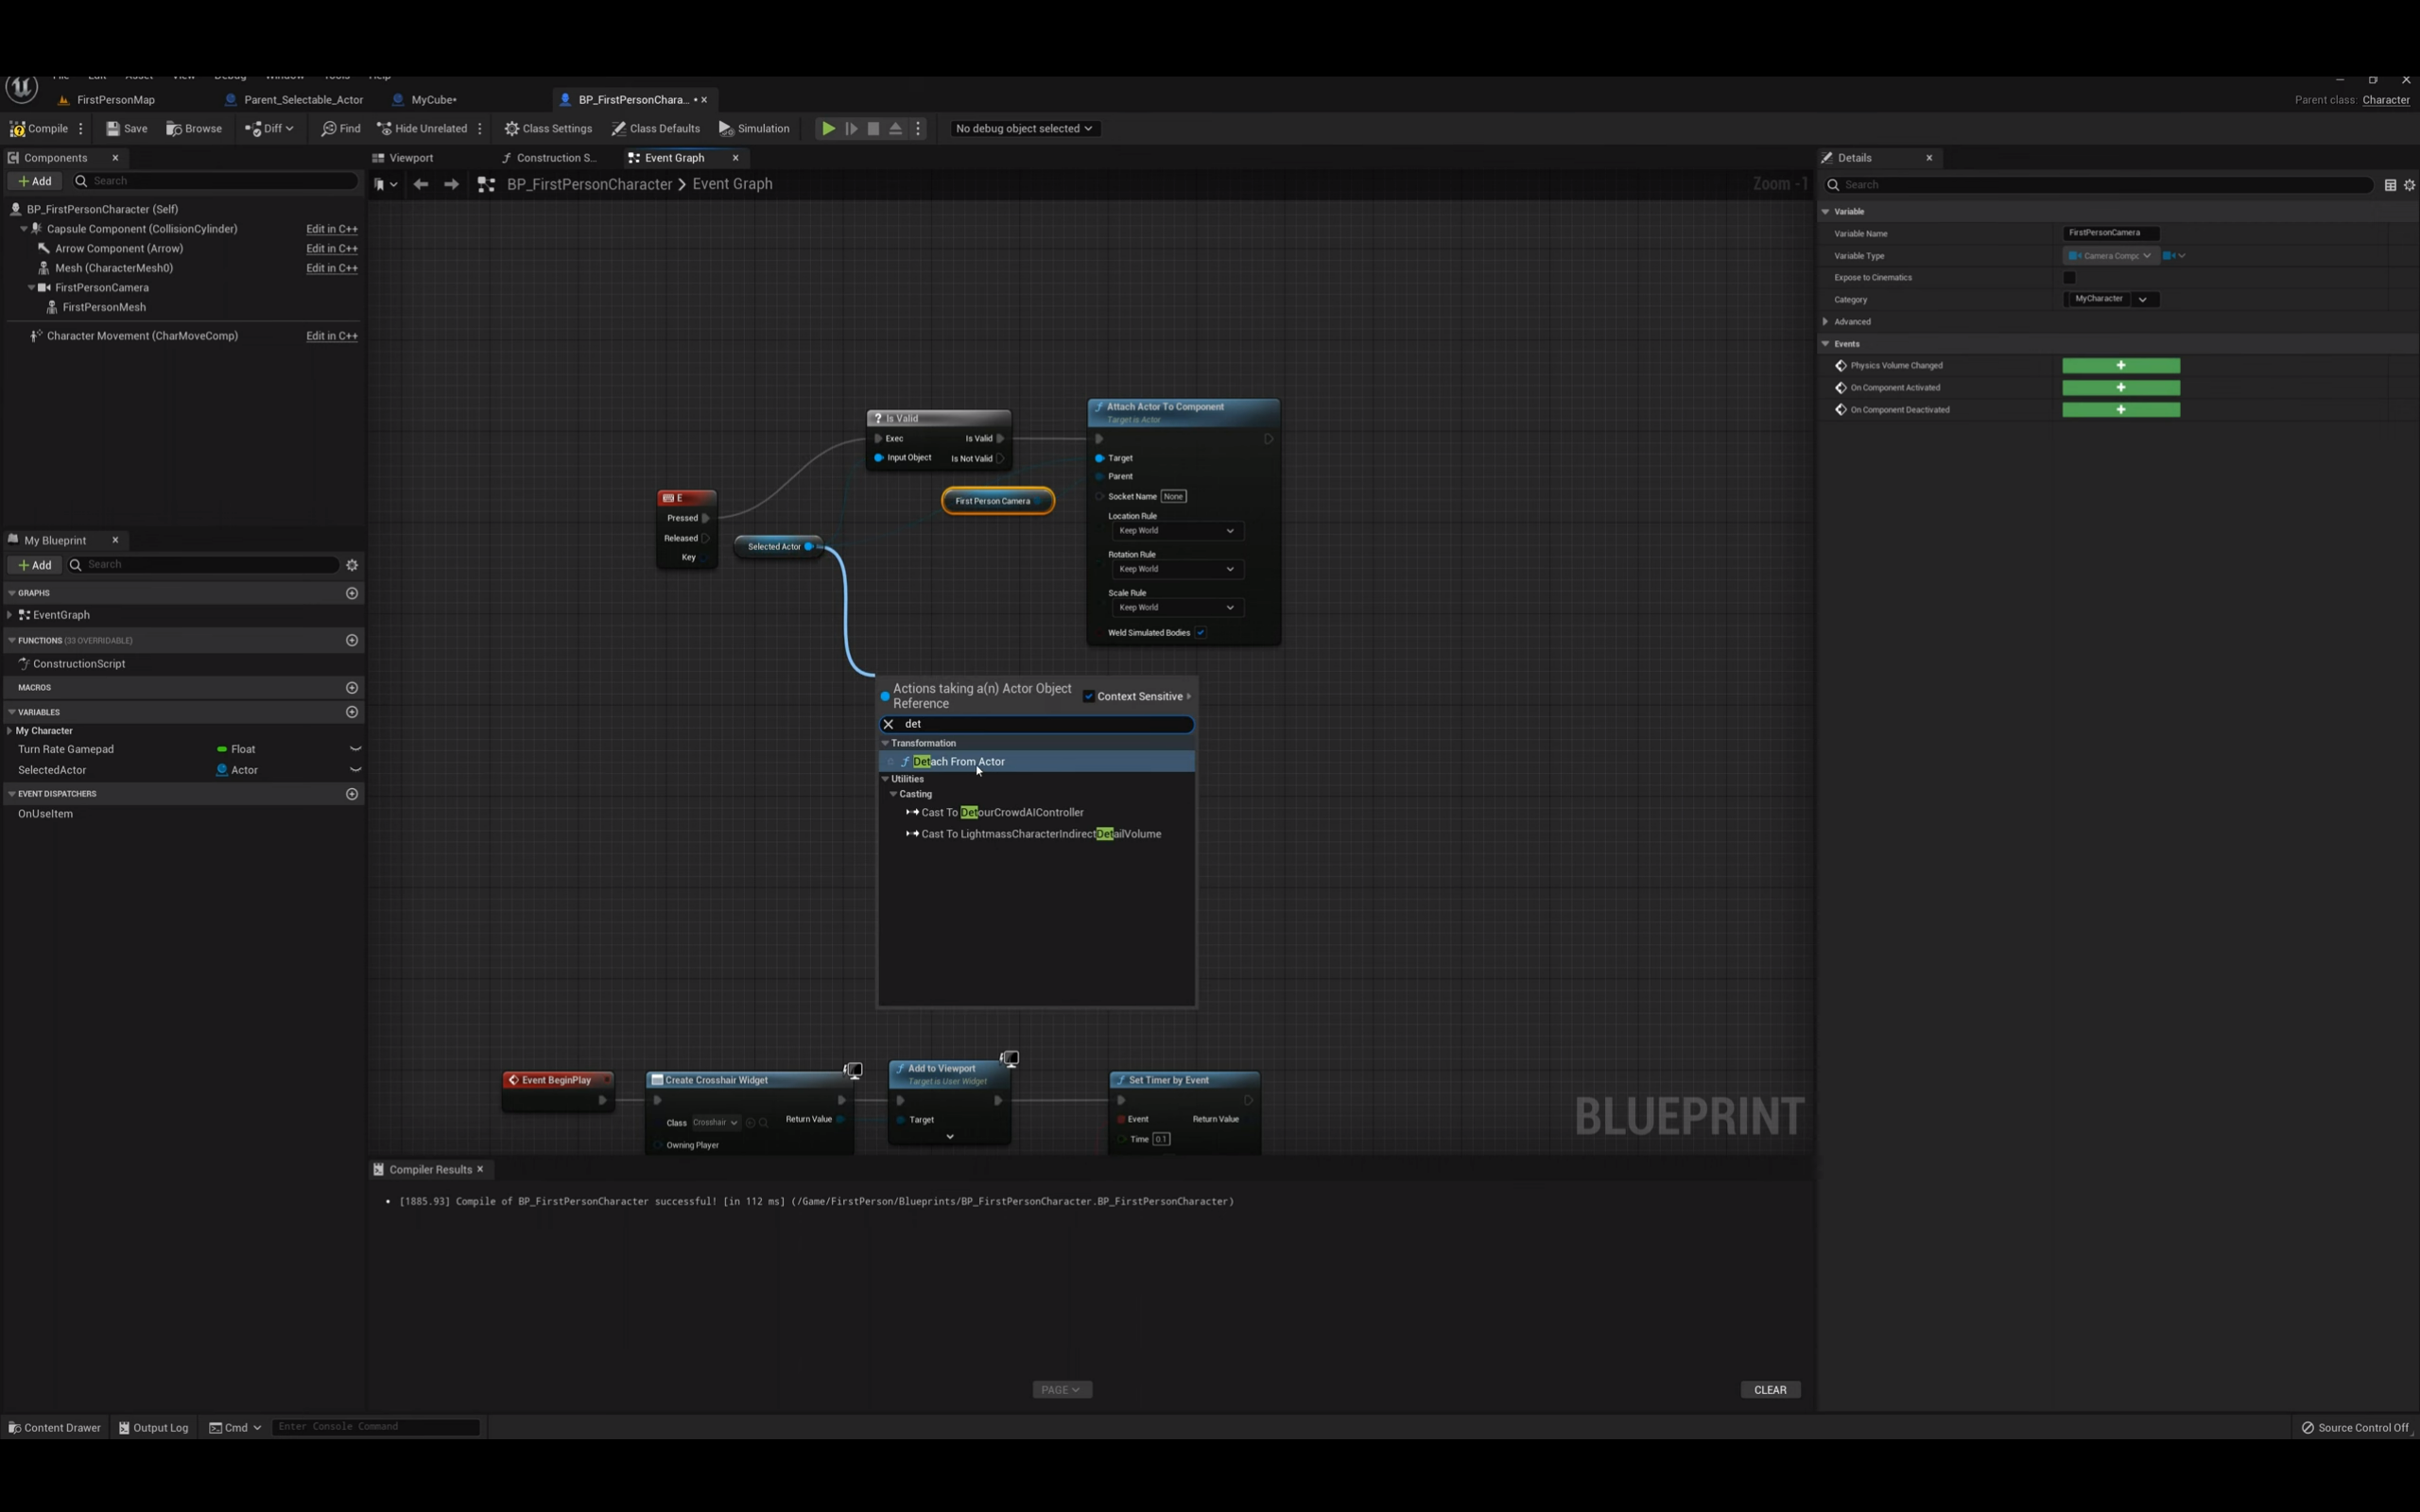 File Edit Asset View Debug Window Tools Help
FirstPersonMap
Parent_Selectable_Actor
MyCube•
BP_FirstPersonChara... •
Parent class: Character
Compile
Save
Browse
Diff
Find
Hide Unrelated
Class Settings
Class Defaults
Simulation
No debug object selected
Components
Add
Search
BP_FirstPersonCharacter (Self)
Capsule Component (CollisionCylinder) Edit in C++
Arrow Component (Arrow) Edit in C++
Mesh (CharacterMesh0) Edit in C++
FirstPersonCamera
FirstPersonMesh
Character Movement (CharMoveComp) Edit in C++
My Blueprint
Add
Search
GRAPHS
EventGraph
FUNCTIONS (33 OVERRIDABLE)
ConstructionScript
MACROS
VARIABLES
My Character
Turn Rate Gamepad Float
SelectedActor Actor
EVENT DISPATCHERS
OnUseItem
Viewport
Construction S...
Event Graph
BP_FirstPersonCharacter > Event Graph
Zoom -1
Is Valid
Exec Is Valid
Input Object Is Not Valid
E
Pressed
Released
Key
Selected Actor
First Person Camera
Attach Actor To Component
Target is Actor
Target
Parent
Socket Name None
Location Rule
Keep World
Rotation Rule
Keep World
Scale Rule
Keep World
Weld Simulated Bodies
Actions taking a(n) Actor Object
Reference
Context Sensitive
det
Transformation
Detach From Actor
Utilities
Casting
Cast To DetourCrowdAIController
Cast To LightmassCharacterIndirectDetailVolume
Event BeginPlay
Create Crosshair Widget
Class Crosshair
Return Value
Owning Player
Add to Viewport
Target is User Widget
Target
Set Timer by Event
Event Return Value
Time 0.1
BLUEPRINT
Compiler Results
• [1885.93] Compile of BP_FirstPersonCharacter successful! [in 112 ms] (/Game/FirstPerson/Blueprints/BP_FirstPersonCharacter.BP_FirstPersonCharacter)
PAGE
CLEAR
Details
Search
Variable
Variable Name FirstPersonCamera
Variable Type Camera Compc
Expose to Cinematics
Category MyCharacter
Advanced
Events
Physics Volume Changed
On Component Activated
On Component Deactivated
Content Drawer
Output Log
Cmd
Enter Console Command
Source Control Off